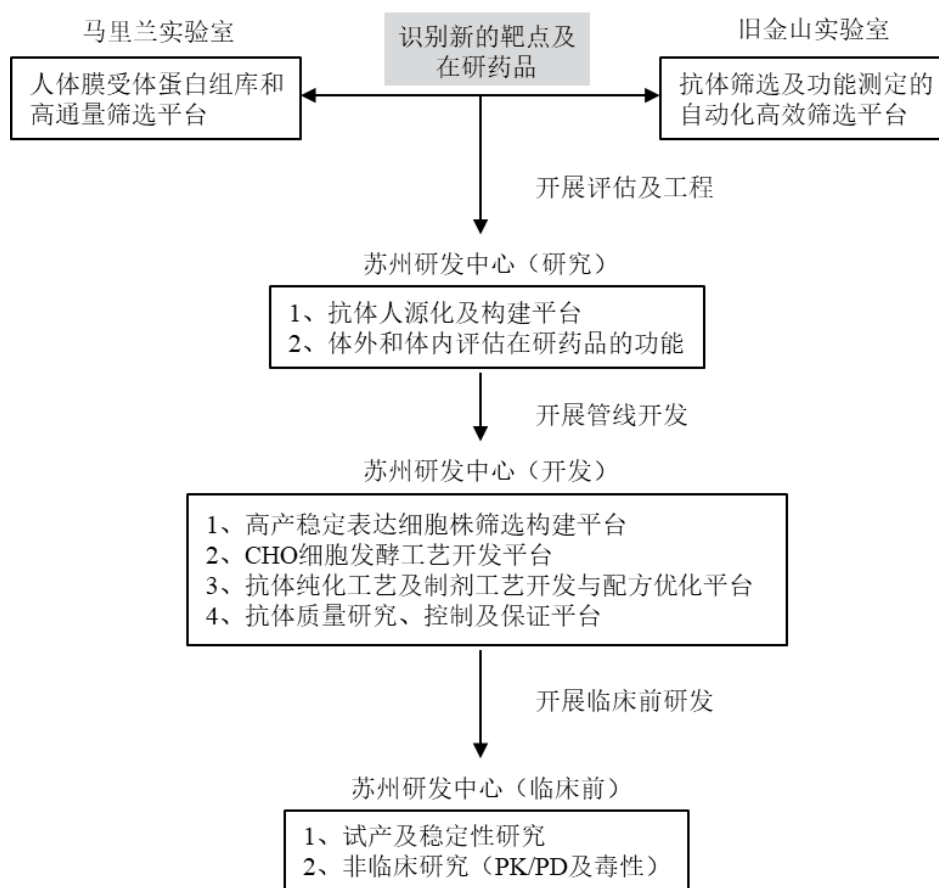 马里兰实验室
识别新的靶点及
在研药品
旧金山实验室
人体膜受体蛋白组库和
高通量筛选平台
抗体筛选及功能测定的
自动化高效筛选平台
开展评估及工程
苏州研发中心（研究）
1、抗体人源化及构建平台
2、体外和体内评估在研药品的功能
开展管线开发
苏州研发中心（开发）
1、高产稳定表达细胞株筛选构建平台
2、CHO细胞发酵工艺开发平台
3、抗体纯化工艺及制剂工艺开发与配方优化平台
4、抗体质量研究、控制及保证平台
开展临床前研发
苏州研发中心（临床前）
1、试产及稳定性研究
2、非临床研究（PK/PD及毒性）